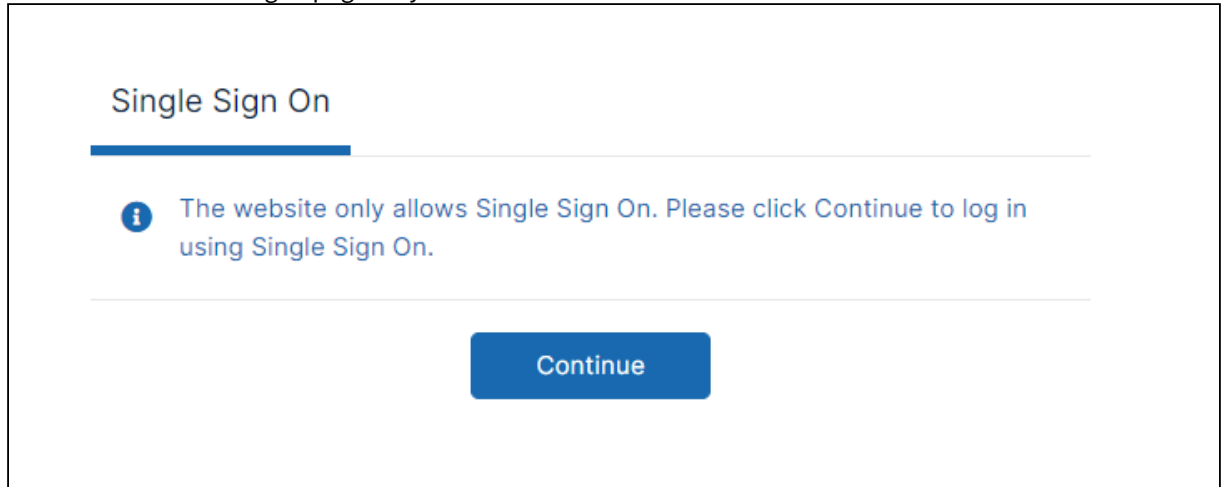 Single Sign On
The website only allows Single Sign On. Please click Continue to log in
using Single Sign On.
Continue